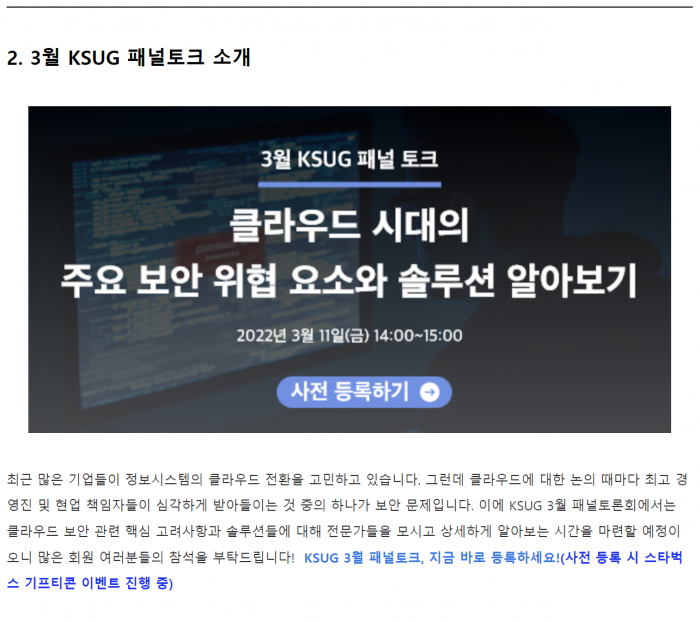 2. 3월 KSUG 패널토크 소개
3월 KSUG 패널 토크
클라우드 시대의
주요 보안 위협 요소와 솔루션 알아보기
2022년 3월 11일(금) 14:00~15:00
사전 등록하기
최근 많은 기업들이 정보시스템의 클라우드 전환을 고민하고 있습니다. 그런데 클라우드에 대한 논의 때마다 최고 경
영진 및 현업 책임자들이 심각하게 받아들이는 것 중의 하나가 보안 문제입니다. 이에 KSUG 3월 패널토론회에서는
클라우드 보안 관련 핵심 고려사항과 솔루션들에 대해 전문가들을 모시고 상세하게 알아보는 시간을 마련할 예정이
오니 많은 회원 여러분들의 참석을 부탁드립니다! KSUG 3월 패널토크, 지금 바로 등록하세요!(사전 등록 시 스타벅
스 기프티콘 이벤트 진행 중)